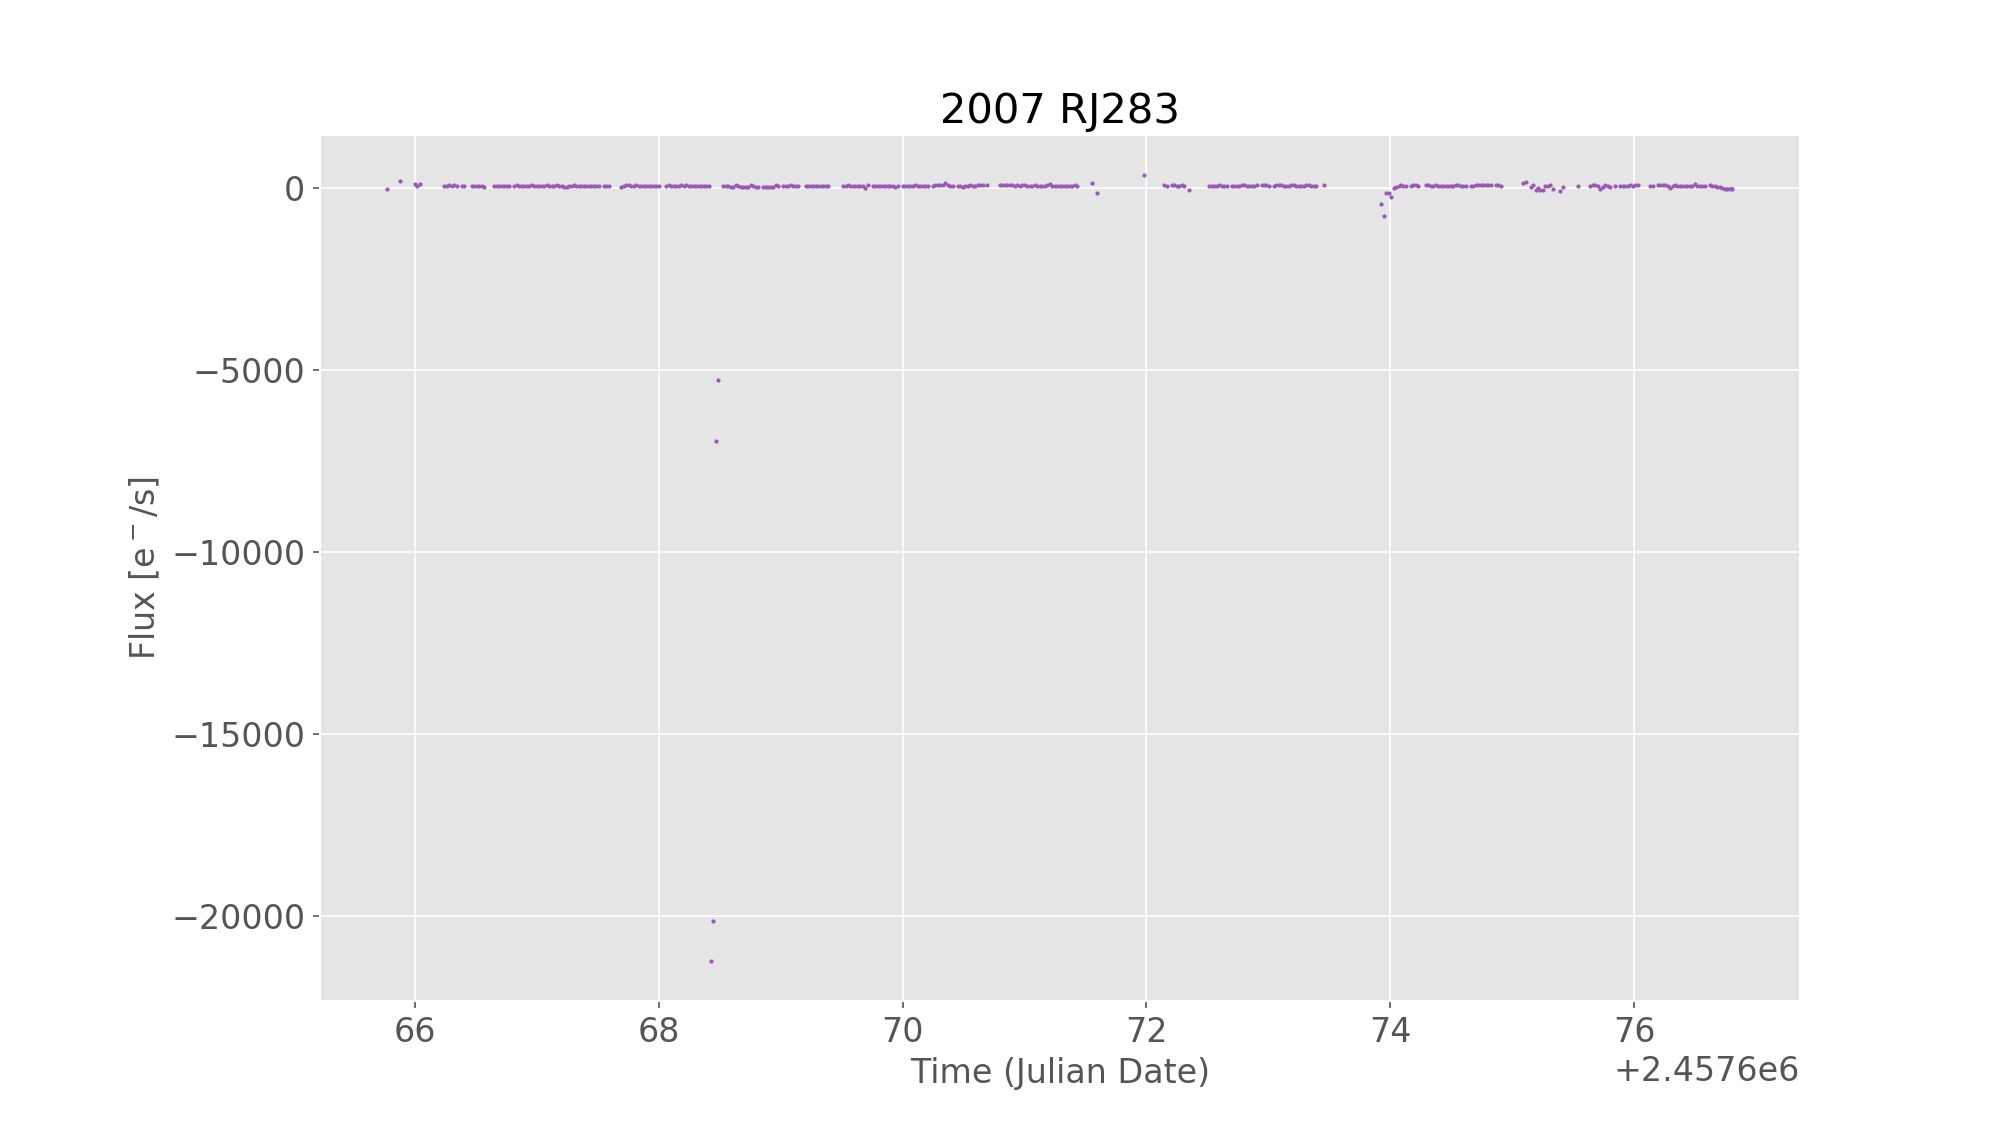 2007 RJ283
0
−5000
−10000
−15000
−20000
Flux [e⁻/s]
66 68 70 72 74 76
Time (Julian Date)
+2.4576e6